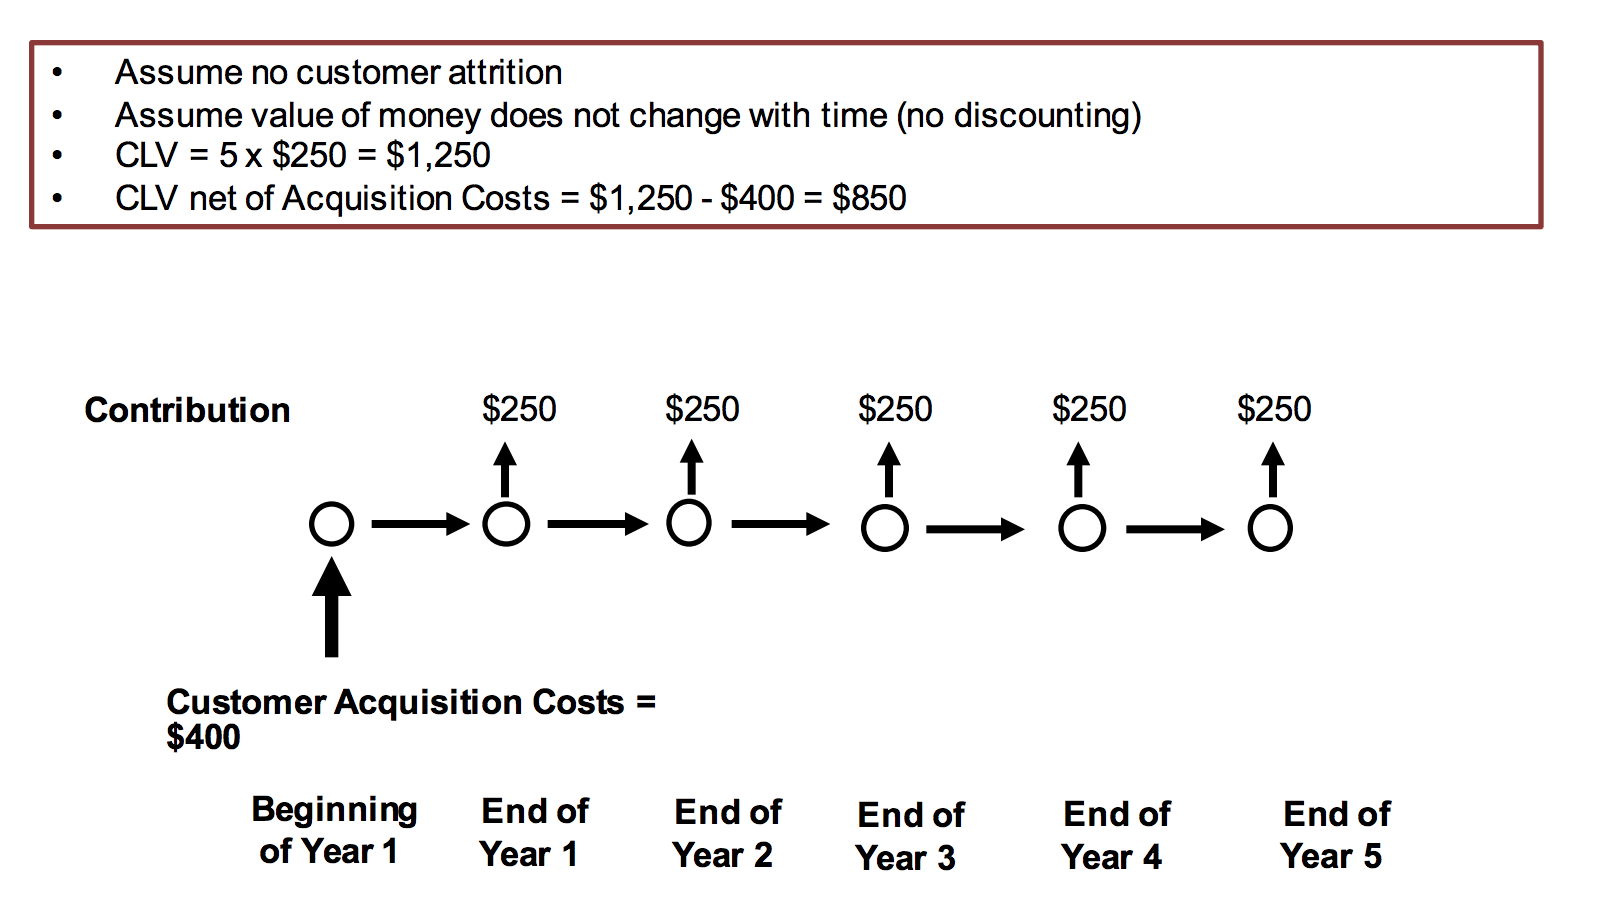 • Assume no customer attrition
• Assume value of money does not change with time (no discounting)
• CLV = 5 x $250 = $1,250
• CLV net of Acquisition Costs = $1,250 - $400 = $850
Contribution $250 $250 $250 $250 $250
Customer Acquisition Costs =
$400
Beginning End of End of End of End of End of
of Year 1 Year 1 Year 2 Year 3 Year 4 Year 5